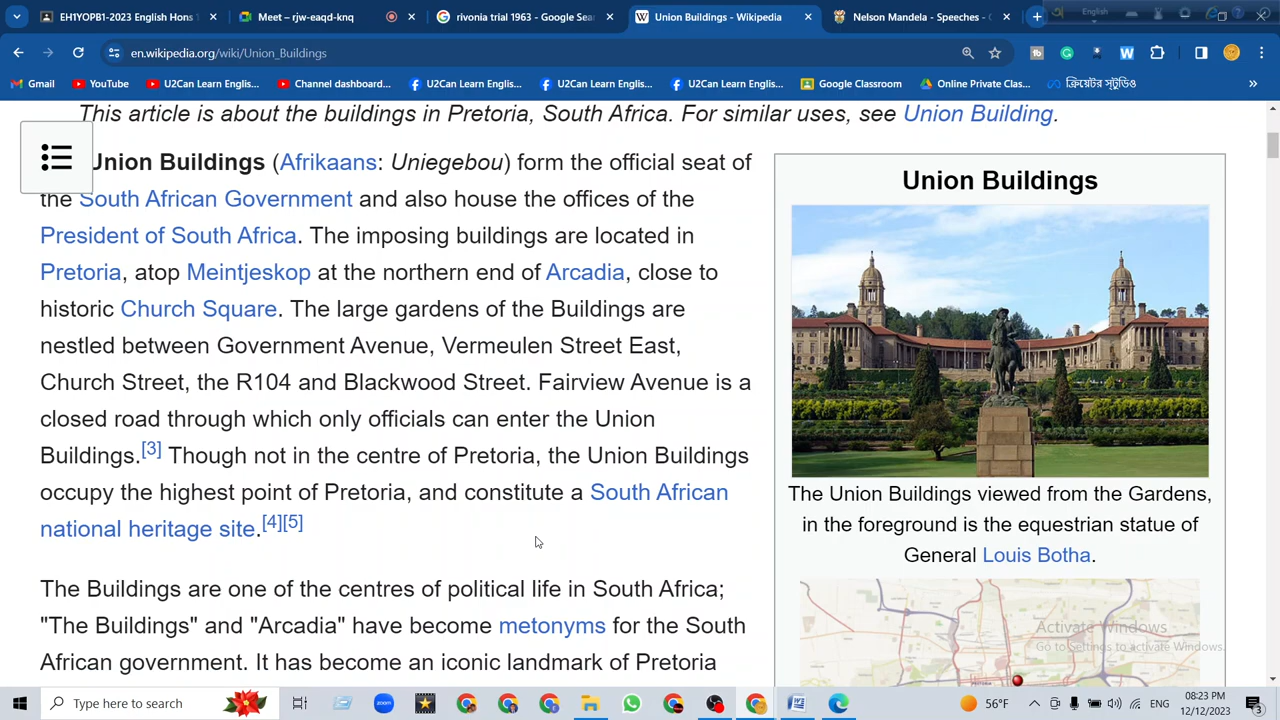 EH1YOPB1-2023 English Hons
Meet – rjw-eaqd-knq
rivonia trial 1963 - Google Sea
Union Buildings - Wikipedia
Nelson Mandela - Speeches -
English
en.wikipedia.org/wiki/Union_Buildings
Gmail
YouTube
U2Can Learn Englis...
Channel dashboard...
U2Can Learn Englis...
U2Can Learn Englis...
U2Can Learn Englis...
Google Classroom
Online Private Clas...
ক্রিয়েটর স্টুডিও
This article is about the buildings in Pretoria, South Africa. For similar uses, see Union Building.
Union Buildings (Afrikaans: Uniegebou) form the official seat of
the South African Government and also house the offices of the
President of South Africa. The imposing buildings are located in
Pretoria, atop Meintjeskop at the northern end of Arcadia, close to
historic Church Square. The large gardens of the Buildings are
nestled between Government Avenue, Vermeulen Street East,
Church Street, the R104 and Blackwood Street. Fairview Avenue is a
closed road through which only officials can enter the Union
Buildings.[3] Though not in the centre of Pretoria, the Union Buildings
occupy the highest point of Pretoria, and constitute a South African
national heritage site.[4][5]
The Buildings are one of the centres of political life in South Africa;
"The Buildings" and "Arcadia" have become metonyms for the South
African government. It has become an iconic landmark of Pretoria
Union Buildings
The Union Buildings viewed from the Gardens,
in the foreground is the equestrian statue of
General Louis Botha.
Activate Windows
Go to Settings to activate Windows.
Type here to search
zoom
56°F
ENG
08:23 PM
12/12/2023
3